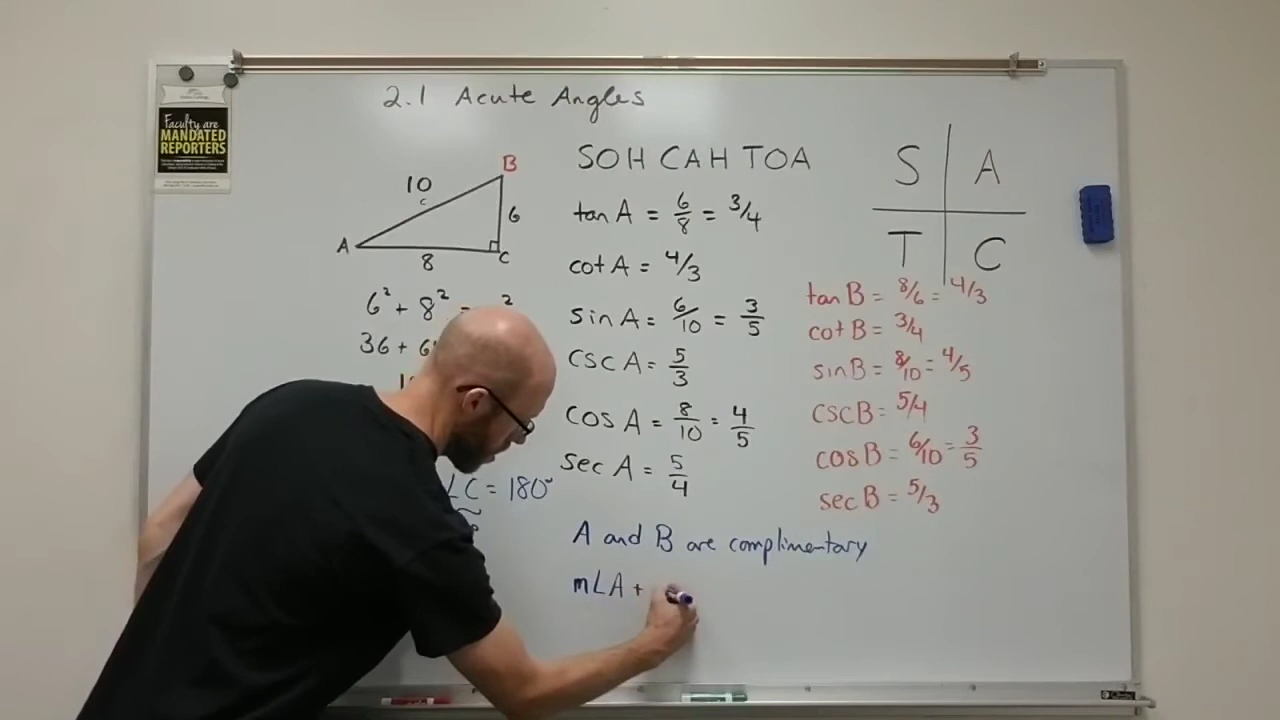 2.1 Acute Angles
Faculty are
MANDATED
REPORTERS
SOH CAH TOA
S A
T C
B
10
c
6
A
8
C
6² + 8² = ²
36 + 6
1
∠C = 180°
tan A = 6/8 = 3/4
cot A = 4/3
sin A = 6/10 = 3/5
csc A = 5/3
cos A = 8/10 = 4/5
sec A = 5/4
tan B = 8/6 = 4/3
cot B = 3/4
sin B = 8/10 = 4/5
csc B = 5/4
cos B = 6/10 = 3/5
sec B = 5/3
A and B are complimentary
m∠A +